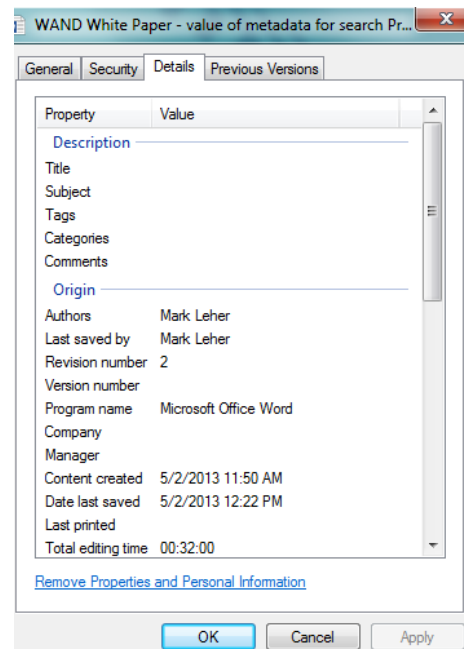 WAND White Paper - value of metadata for search Pr...
General Security Details Previous Versions
Property Value
Description
Title
Subject
Tags
Categories
Comments
Origin
Authors Mark Leher
Last saved by Mark Leher
Revision number 2
Version number
Program name Microsoft Office Word
Company
Manager
Content created 5/2/2013 11:50 AM
Date last saved 5/2/2013 12:22 PM
Last printed
Total editing time 00:32:00
Remove Properties and Personal Information
OK Cancel Apply